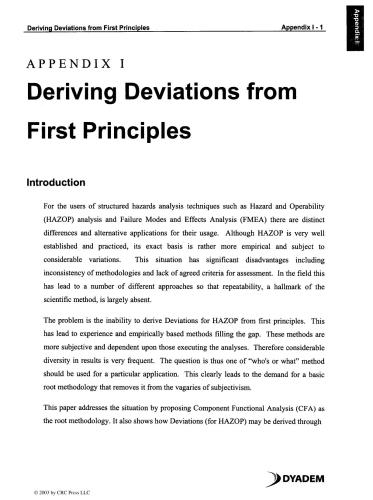 Deriving Deviations from First Principles Appendix I - 1
Appendix I
APPENDIX I
Deriving Deviations from
First Principles
Introduction
For the users of structured hazards analysis techniques such as Hazard and Operability
(HAZOP) analysis and Failure Modes and Effects Analysis (FMEA) there are distinct
differences and alternative applications for their usage. Although HAZOP is very well
established and practiced, its exact basis is rather more empirical and subject to
considerable variations. This situation has significant disadvantages including
inconsistency of methodologies and lack of agreed criteria for assessment. In the field this
has lead to a number of different approaches so that repeatability, a hallmark of the
scientific method, is largely absent.
The problem is the inability to derive Deviations for HAZOP from first principles. This
has lead to experience and empirically based methods filling the gap. These methods are
more subjective and dependent upon those executing the analyses. Therefore considerable
diversity in results is very frequent. The question is thus one of "who's or what" method
should be used for a particular application. This clearly leads to the demand for a basic
root methodology that removes it from the vagaries of subjectivism.
This paper addresses the situation by proposing Component Functional Analysis (CFA) as
the root methodology. It also shows how Deviations (for HAZOP) may be derived through
DYADEM
© 2003 by CRC Press LLC